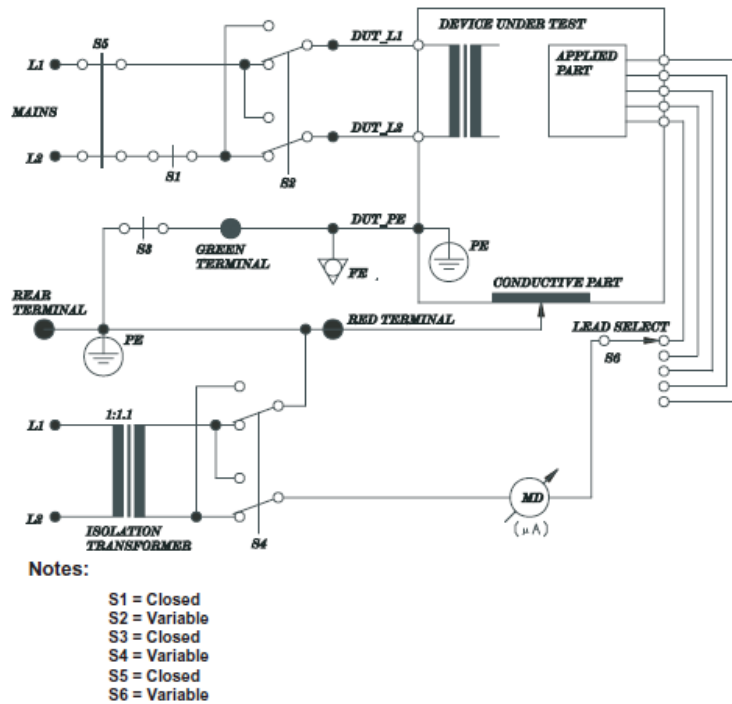 S5
L1
MAINS
L2
S1
S2
DUT_L1
DUT_L2
DEVICE UNDER TEST
APPLIED
PART
S3
GREEN
TERMINAL
DUT_PE
FE
PE
CONDUCTIVE PART
REAR
TERMINAL
PE
RED TERMINAL
LEAD SELECT
S6
L1
1:1.1
L2
ISOLATION
TRANSFORMER
S4
MD
(µA)
Notes:
S1 = Closed
S2 = Variable
S3 = Closed
S4 = Variable
S5 = Closed
S6 = Variable